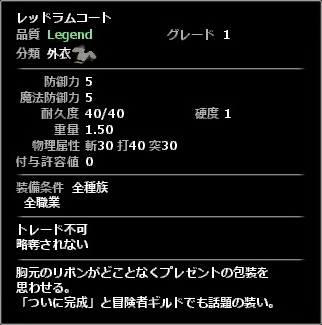 レッドラムコート
品質 Legend グレード 1
分類 外衣
防御力 5
魔法防御力 5
耐久度 40/40 硬度 1
重量 1.50
物理属性 斬30 打40 突30
付与許容値 0
装備条件 全種族
全職業
トレード不可
略奪されない
胸元のリボンがどことなくプレゼントの包装を
思わせる。
「ついに完成」と冒険者ギルドでも話題の装い。